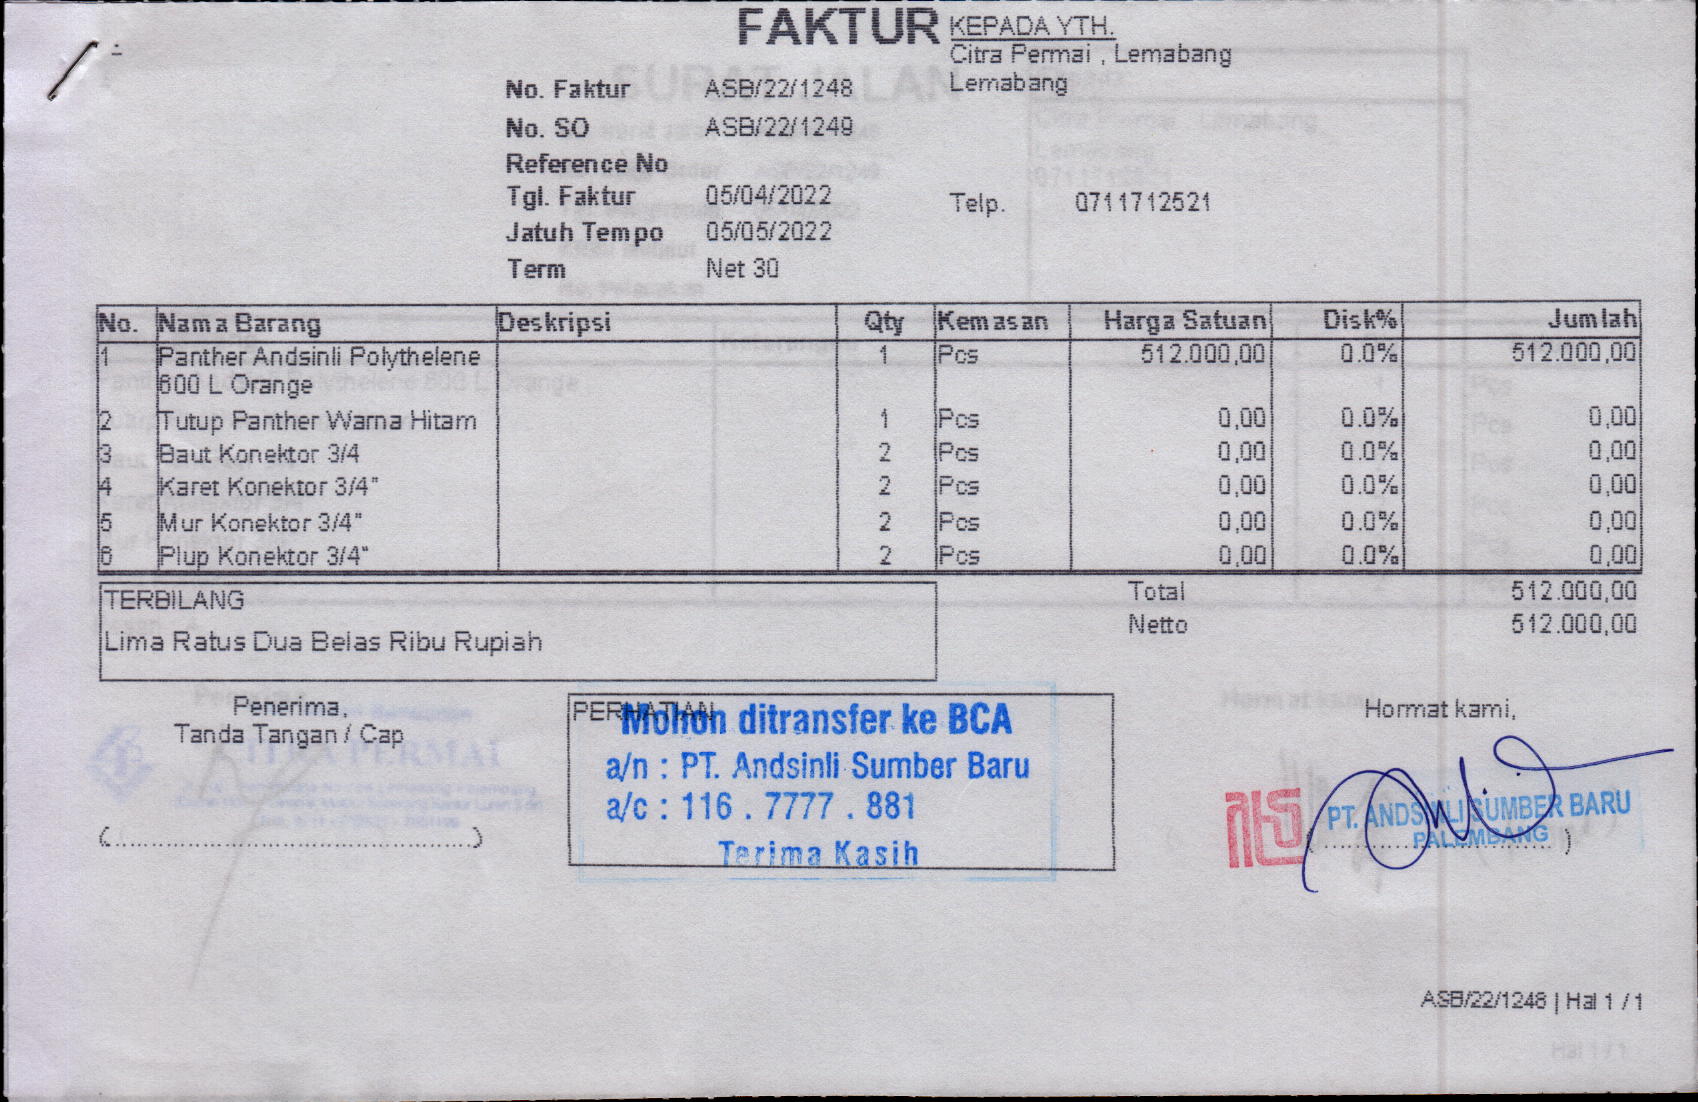 FAKTUR
KEPADA YTH.
Citra Permai , Lemabang
Lemabang
No. Faktur ASB/22/1248
No. SO ASB/22/1249
Reference No
Tgl. Faktur 05/04/2022
Telp. 0711712521
Jatuh Tempo 05/05/2022
Term Net 30
No. Nama Barang Deskripsi Qty Kemasan Harga Satuan Disk% Jumlah
1 Panther Andsinli Polythelene 1 Pcs 512.000,00 0.0% 512.000,00
600 L Orange
2 Tutup Panther Warna Hitam 1 Pcs 0,00 0.0% 0,00
3 Baut Konektor 3/4 2 Pcs 0,00 0.0% 0,00
4 Karet Konektor 3/4" 2 Pcs 0,00 0.0% 0,00
5 Mur Konektor 3/4" 2 Pcs 0,00 0.0% 0,00
6 Plup Konektor 3/4" 2 Pcs 0,00 0.0% 0,00
TERBILANG
Lima Ratus Dua Belas Ribu Rupiah
Total 512.000,00
Netto 512.000,00
Penerima,
Tanda Tangan / Cap
(..................................................)
PERHATIAN
Mohon ditransfer ke BCA
a/n : PT. Andsinli Sumber Baru
a/c : 116 . 7777 . 881
Terima Kasih
Hormat kami,
PT. ANDSINLI SUMBER BARU
PALEMBANG
ASB/22/1248 | Hal 1 / 1